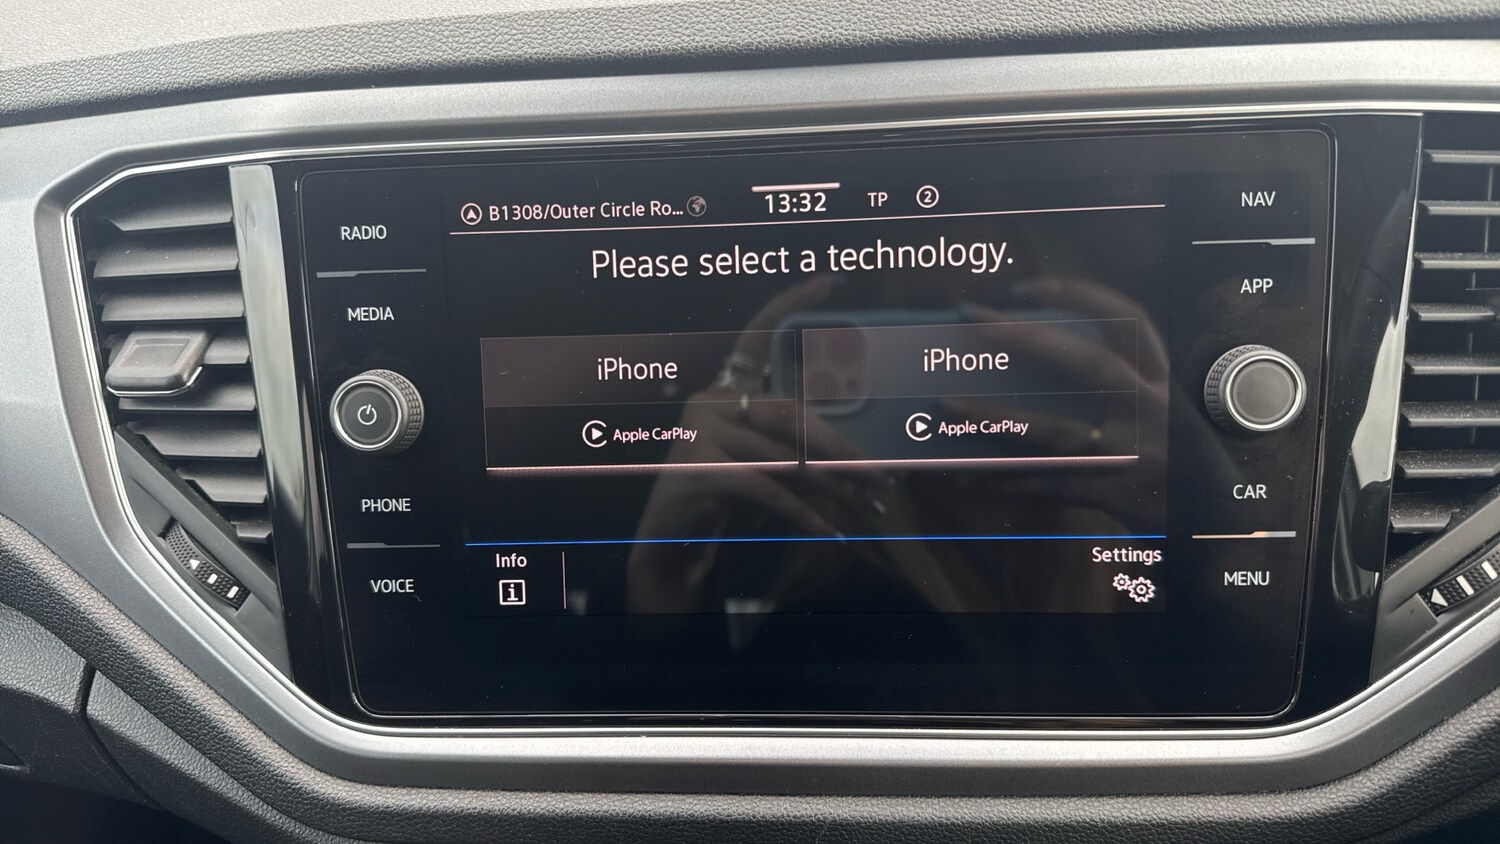 B1308/Outer Circle Ro... 13:32 TP 2
Please select a technology.
iPhone
Apple CarPlay
iPhone
Apple CarPlay
Info
i
Settings
RADIO
MEDIA
PHONE
VOICE
NAV
APP
CAR
MENU